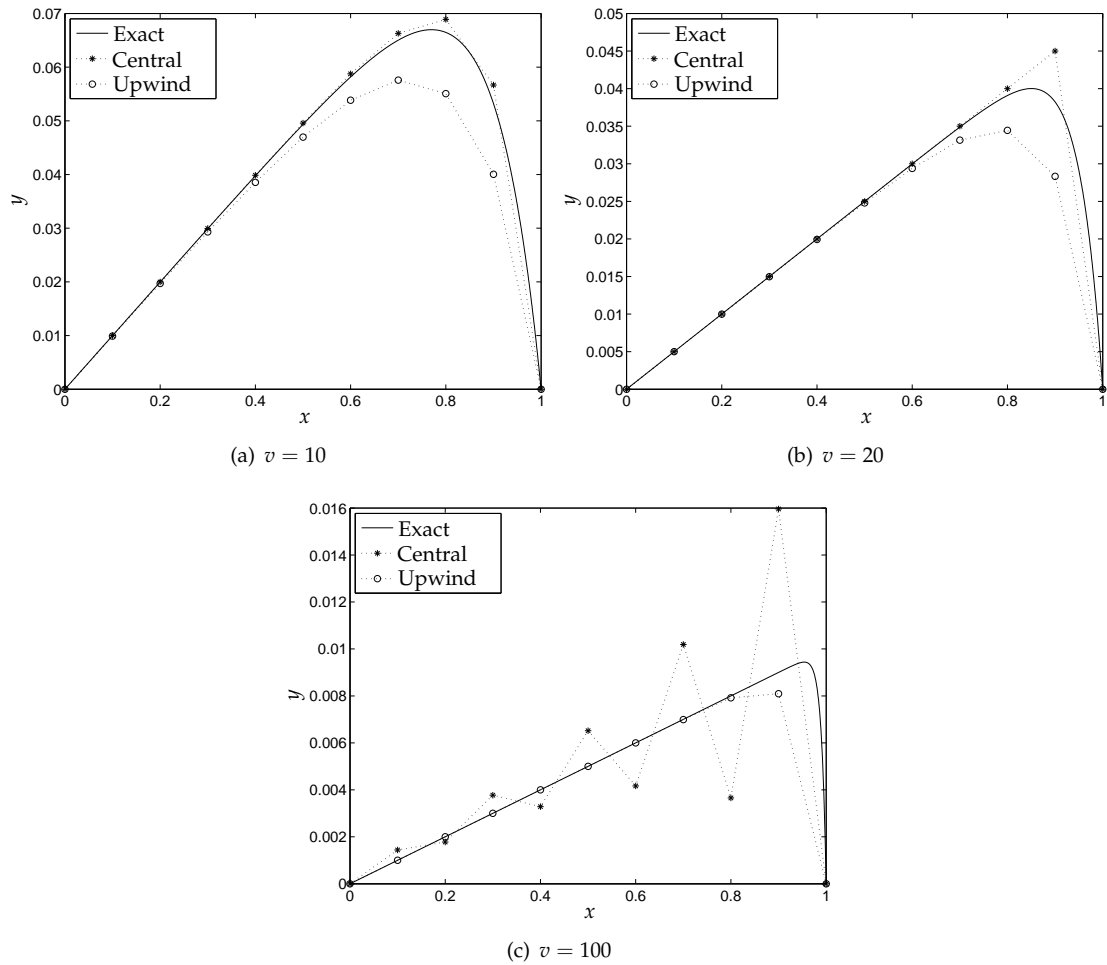 0.07
0.06
0.05
0.04
0.03
0.02
0.01
0
y
Exact
Central
Upwind
0 0.2 0.4 0.6 0.8 1
x
(a) v = 10
0.05
0.045
0.04
0.035
0.03
0.025
0.02
0.015
0.01
0.005
0
y
Exact
Central
Upwind
0 0.2 0.4 0.6 0.8 1
x
(b) v = 20
0.016
0.014
0.012
0.01
0.008
0.006
0.004
0.002
0
y
Exact
Central
Upwind
0 0.2 0.4 0.6 0.8 1
x
(c) v = 100